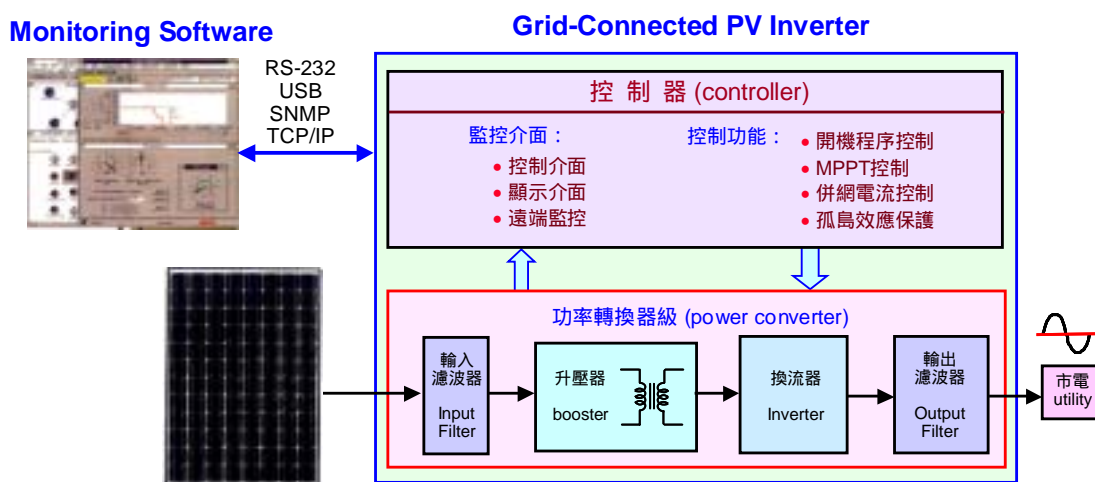 Monitoring Software
Grid-Connected PV Inverter
RS-232
USB
SNMP
TCP/IP
控 制 器 (controller)
監控介面：
• 控制介面
• 顯示介面
• 遠端監控
控制功能：
• 開機程序控制
• MPPT控制
• 併網電流控制
• 孤島效應保護
功率轉換器級 (power converter)
輸入
濾波器
Input
Filter
升壓器
booster
換流器
Inverter
輸出
濾波器
Output
Filter
市電
utility